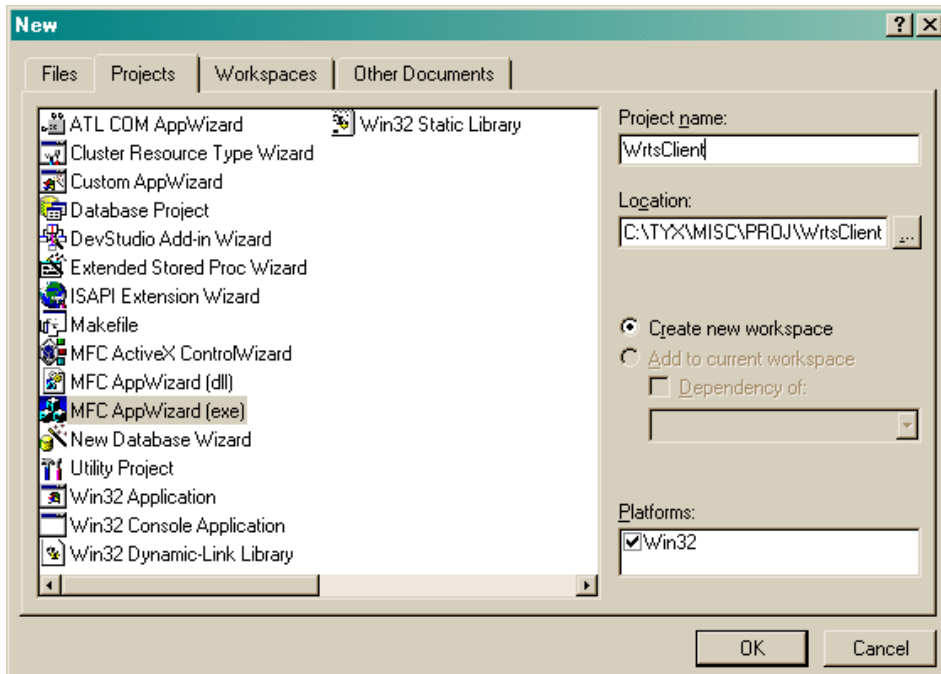 New
Files
Projects
Workspaces
Other Documents
ATL COM AppWizard
Cluster Resource Type Wizard
Custom AppWizard
Database Project
DevStudio Add-in Wizard
Extended Stored Proc Wizard
ISAPI Extension Wizard
Makefile
MFC ActiveX ControlWizard
MFC AppWizard (dll)
MFC AppWizard (exe)
New Database Wizard
Utility Project
Win32 Application
Win32 Console Application
Win32 Dynamic-Link Library
Win32 Static Library
Project name:
WrtsClient
Location:
C:\TYX\MISC\PROJ\WrtsClient
...
Create new workspace
Add to current workspace
Dependency of:
Platforms:
Win32
OK
Cancel